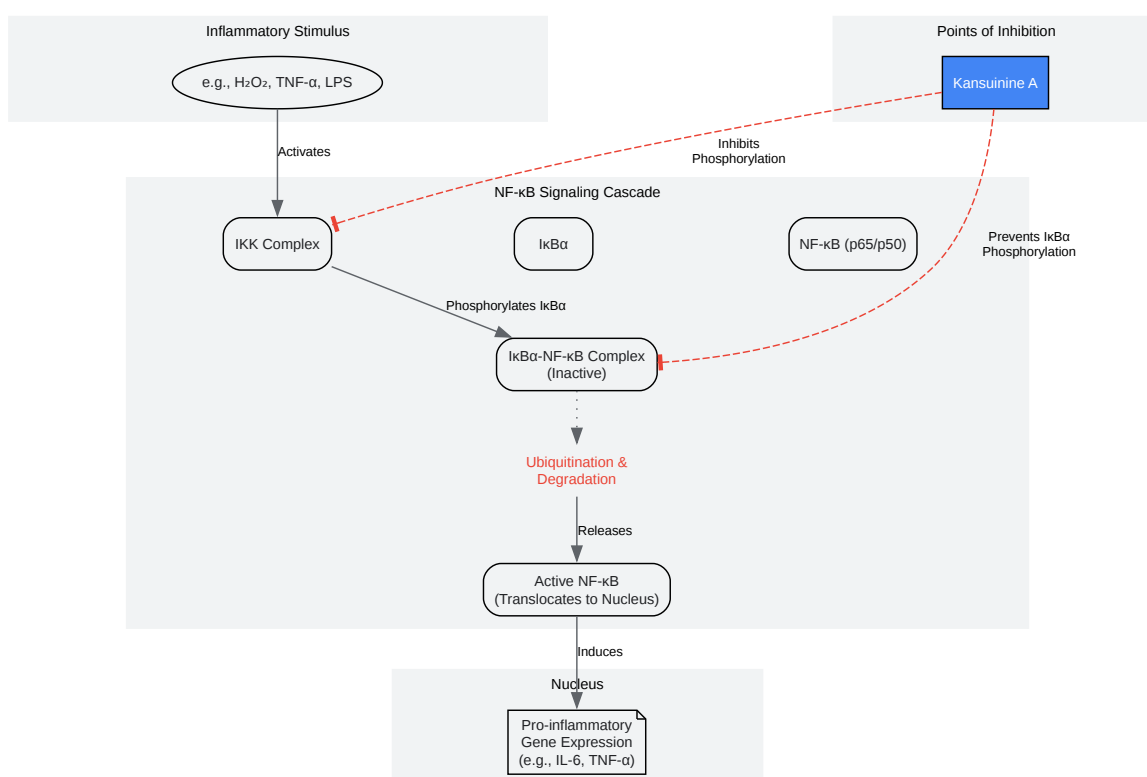 Inflammatory Stimulus
Points of Inhibition
e.g., H₂O₂, TNF-α, LPS
Kansuinine A
Activates
Inhibits
Phosphorylation
NF-κB Signaling Cascade
IKK Complex
IκBα
NF-κB (p65/p50)
Prevents IκBα
Phosphorylation
Phosphorylates IκBα
IκBα-NF-κB Complex
(Inactive)
Ubiquitination &
Degradation
Releases
Active NF-κB
(Translocates to Nucleus)
Induces
Nucleus
Pro-inflammatory
Gene Expression
(e.g., IL-6, TNF-α)